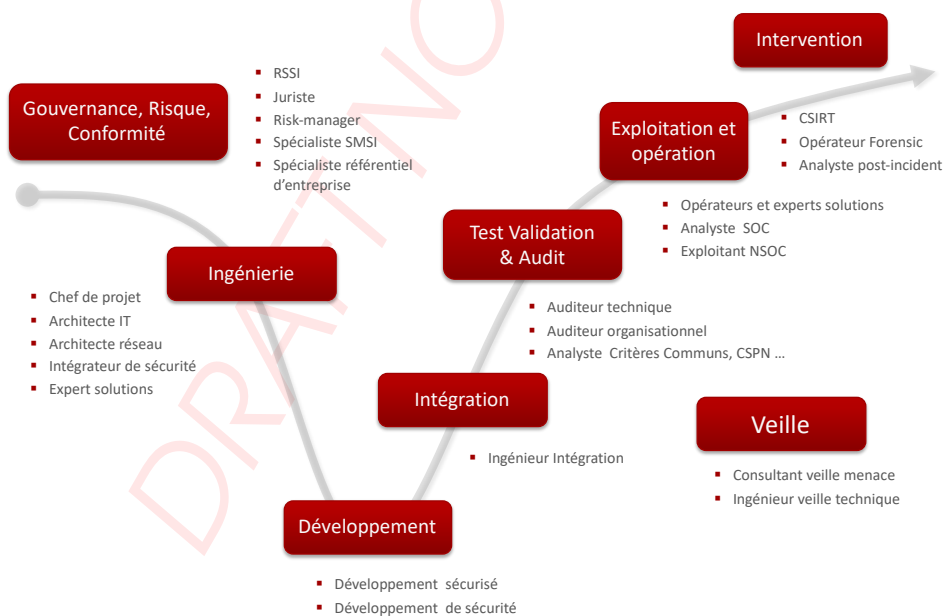 Gouvernance, Risque,
Conformité
RSSI
Juriste
Risk-manager
Spécialiste SMSI
Spécialiste référentiel
d'entreprise
Ingénierie
Chef de projet
Architecte IT
Architecte réseau
Intégrateur de sécurité
Expert solutions
Développement
Développement sécurisé
Développement de sécurité
Intégration
Ingénieur Intégration
Test Validation
& Audit
Auditeur technique
Auditeur organisationnel
Analyste Critères Communs, CSPN ...
Exploitation et
opération
Opérateurs et experts solutions
Analyste SOC
Exploitant NSOC
Intervention
CSIRT
Opérateur Forensic
Analyste post-incident
Veille
Consultant veille menace
Ingénieur veille technique
DRAFT NO